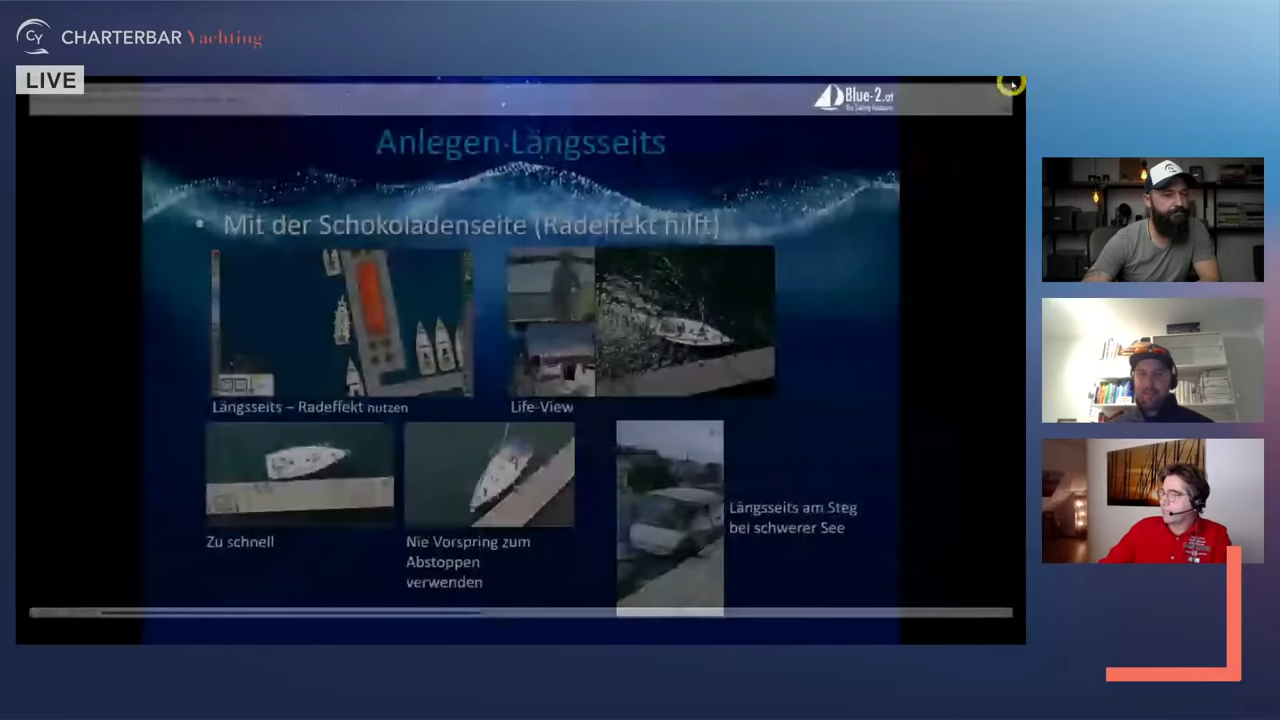 CY CHARTERBAR Yachting
LIVE
Blue-2.at
Anlegen Längsseits
• Mit der Schokoladenseite (Radeffekt hilft)
Längsseits – Radeffekt nutzen
Life-View
Zu schnell
Nie Vorspring zum
Abstoppen
verwenden
Längsseits am Steg
bei schwerer See